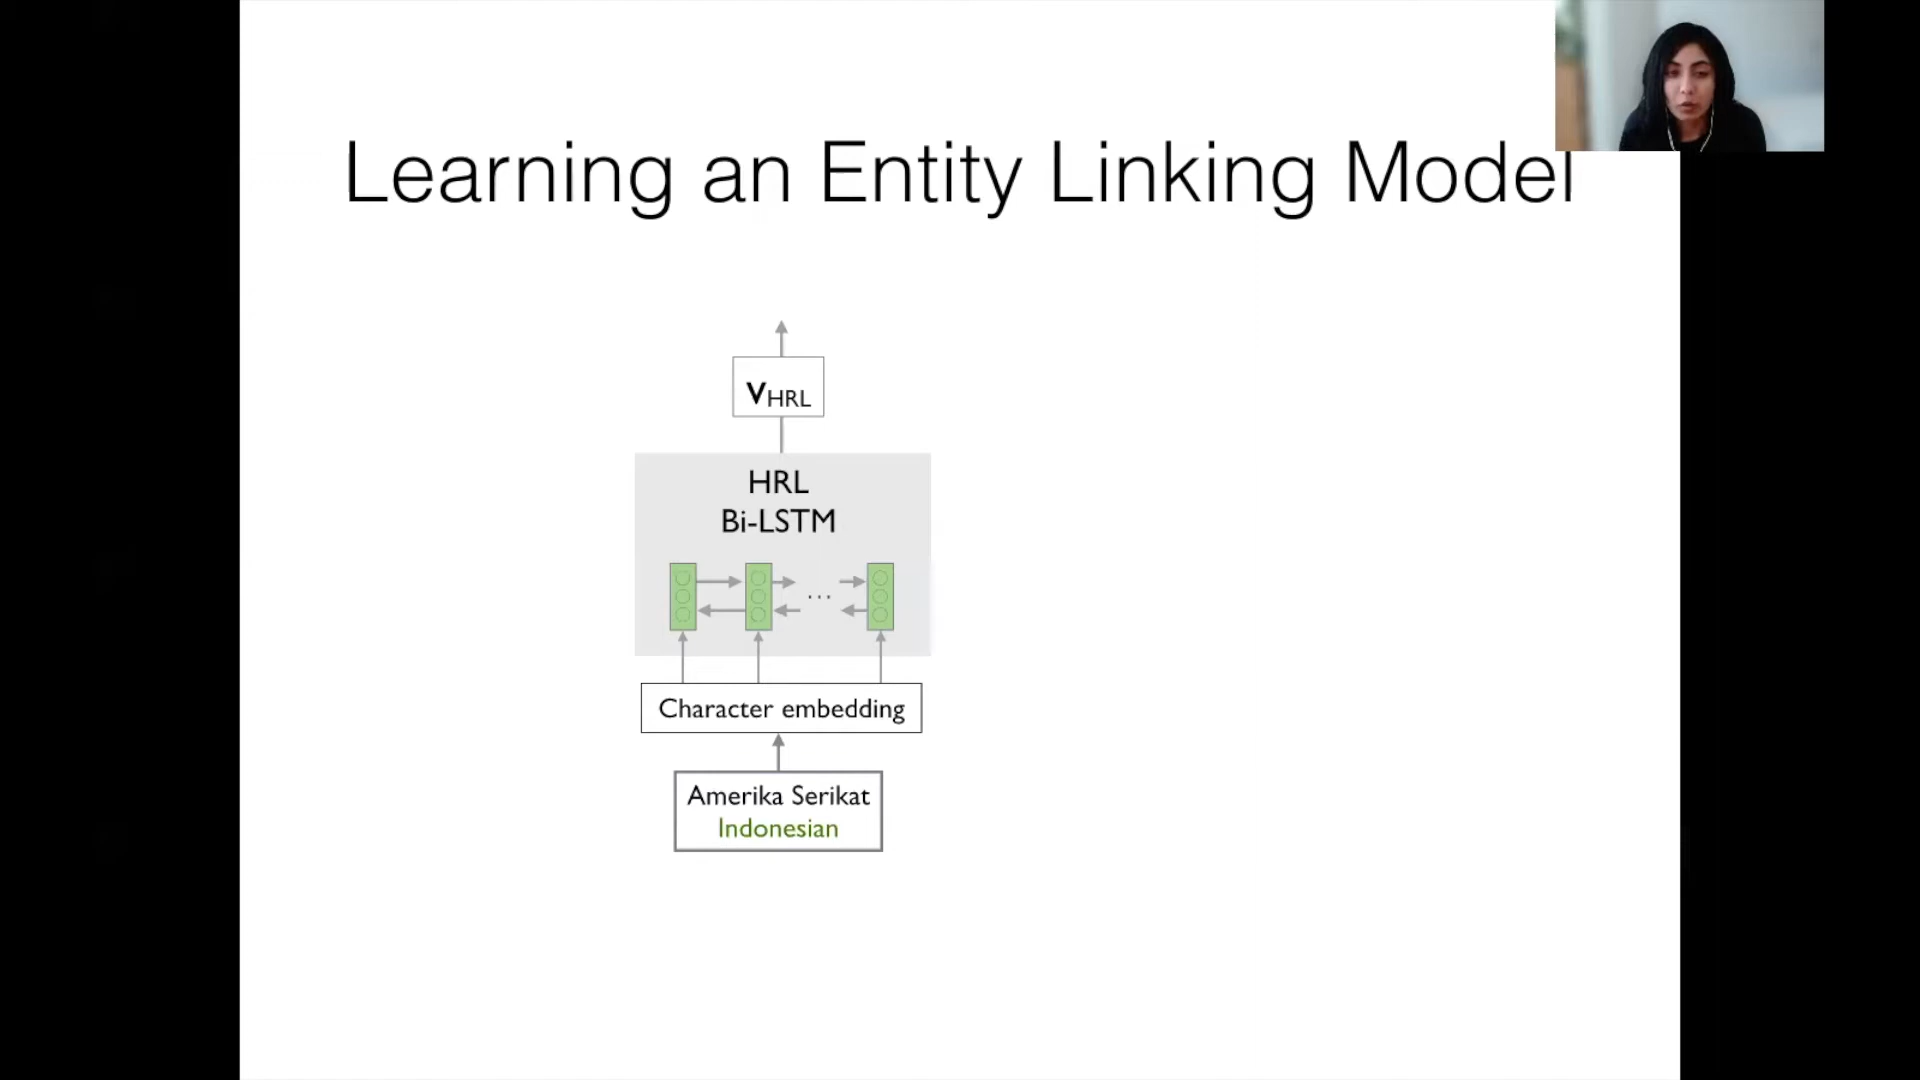 Learning an Entity Linking Model
VHRL
HRL
Bi-LSTM
...
Character embedding
Amerika Serikat
Indonesian